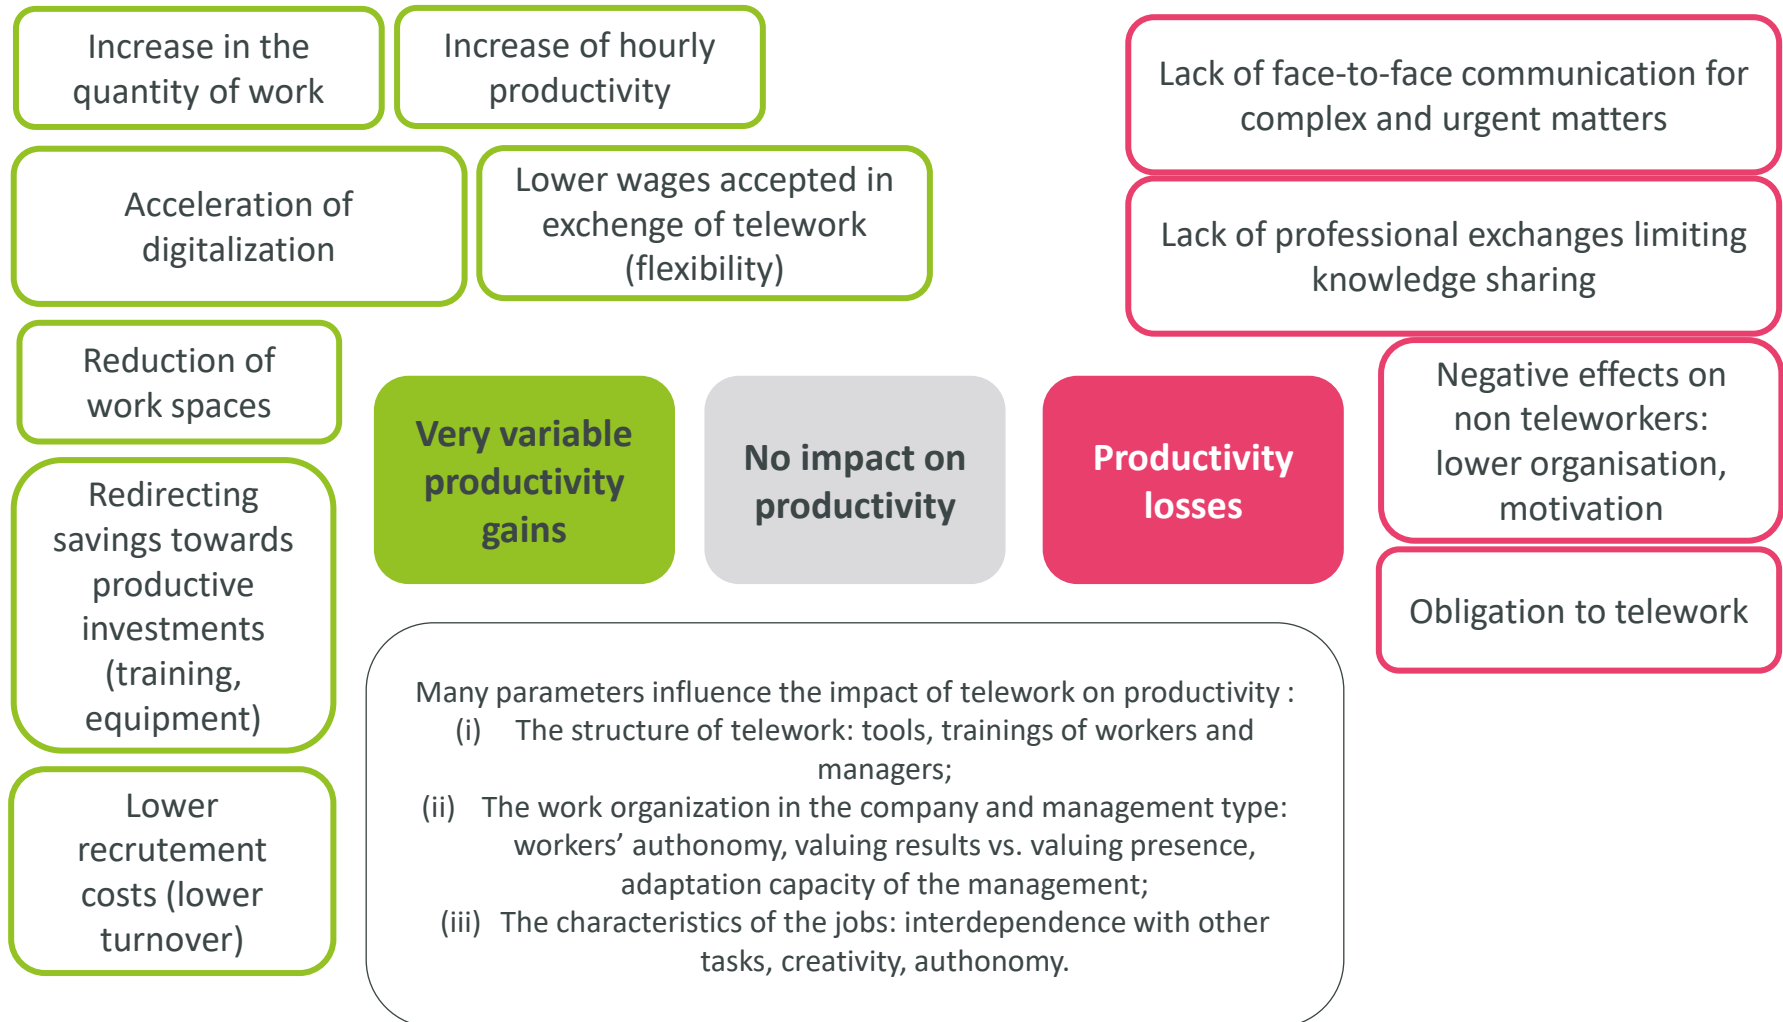 Increase in the
quantity of work
Increase of hourly
productivity
Acceleration of
digitalization
Lower wages accepted in
exchenge of telework
(flexibility)
Reduction of
work spaces
Redirecting
savings towards
productive
investments
(training,
equipment)
Lower
recrutement
costs (lower
turnover)
Very variable
productivity
gains
No impact on
productivity
Productivity
losses
Lack of face-to-face communication for
complex and urgent matters
Lack of professional exchanges limiting
knowledge sharing
Negative effects on
non teleworkers:
lower organisation,
motivation
Obligation to telework
Many parameters influence the impact of telework on productivity :
(i) The structure of telework: tools, trainings of workers and
managers;
(ii) The work organization in the company and management type:
workers’ authonomy, valuing results vs. valuing presence,
adaptation capacity of the management;
(iii) The characteristics of the jobs: interdependence with other
tasks, creativity, authonomy.